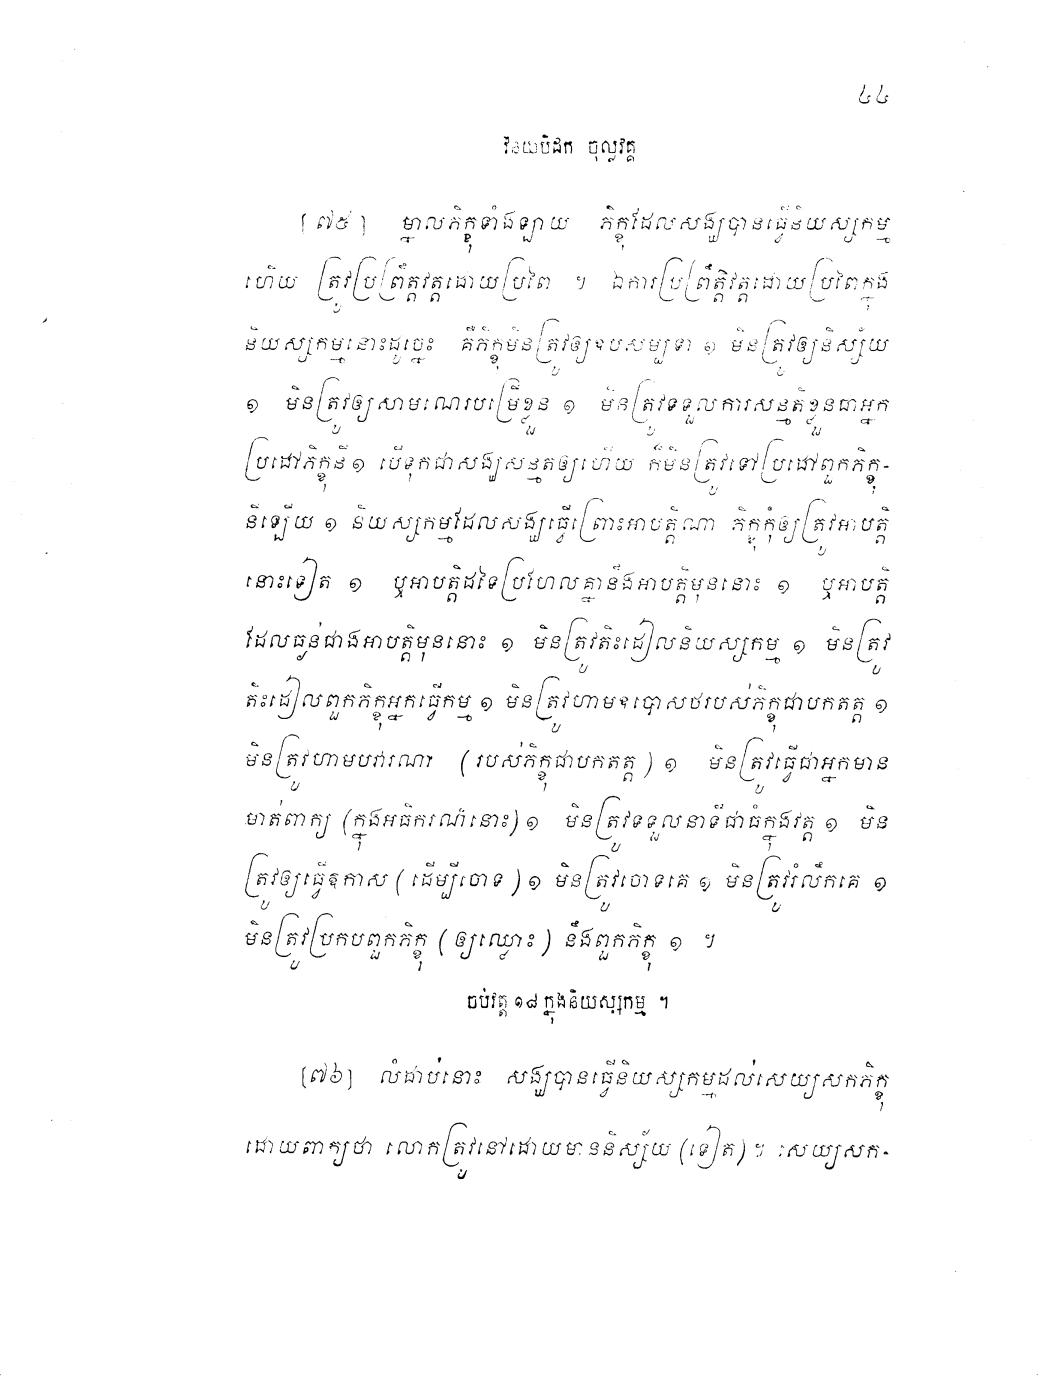 ៤៤
វិនយបិដក ចុល្លវគ្គ
[៧៥] ម្នាលភិក្ខុទាំងឡាយ ភិក្ខុដែលសង្ឃបានធ្វើនិយស្សកម្ម
ហើយ ត្រូវប្រព្រឹត្តវត្តដោយប្រពៃ ។ ឯការប្រព្រឹត្តិវត្តដោយប្រពៃក្នុង
និយស្សកម្មនោះដូច្នេះ គឺភិក្ខុមិនត្រូវឲ្យឧបសម្បទា ១ មិនត្រូវឲ្យនិស្ស័យ
១ មិនត្រូវឲ្យសាមណេរបម្រើខ្លួន ១ មិនត្រូវទទួលការសន្មតិខ្លួនជាអ្នក
ប្រដៅភិក្ខុនី ១ បើទុកជាសង្ឃសន្មតឲ្យហើយ ក៏មិនត្រូវទៅប្រដៅពួកភិក្ខុ-
នីឡើយ ១ និយស្សកម្មដែលសង្ឃធ្វើព្រោះអាបត្តិណា ភិក្ខុកុំឲ្យត្រូវអាបត្តិ
នោះទៀត ១ ឬអាបត្តិដទៃប្រហែលគ្នានឹងអាបត្តិមុននោះ ១ ឬអាបត្តិ
ដែលធ្ងន់ជាងអាបត្តិមុននោះ ១ មិនត្រូវតិះដៀលនិយស្សកម្ម ១ មិនត្រូវ
តិះដៀលពួកភិក្ខុអ្នកធ្វើកម្ម ១ មិនត្រូវហាមឧបោសថរបស់ភិក្ខុជាបកតត្ត ១
មិនត្រូវហាមបវារណា (របស់ភិក្ខុជាបកតត្ត) ១ មិនត្រូវធ្វើជាអ្នកមាន
មាត់ពាក្យ (ក្នុងអធិករណ៍នោះ) ១ មិនត្រូវទទួលនាទីជាធំក្នុងវត្ត ១ មិន
ត្រូវឲ្យធ្វើឱកាស (ដើម្បីចោទ) ១ មិនត្រូវចោទគេ ១ មិនត្រូវរំលឹកគេ ១
មិនត្រូវប្រកបពួកភិក្ខុ (ឲ្យឈ្លោះ) នឹងពួកភិក្ខុ ១ ។
ចប់វត្ត ១៨ ក្នុងនិយស្សកម្ម ។
[៧៦] លំដាប់នោះ សង្ឃបានធ្វើនិយស្សកម្មដល់សេយ្យសកភិក្ខុ
ដោយពាក្យថា លោកត្រូវនៅដោយមាននិស្ស័យ (ទៀត) ។ សេយ្យសក-